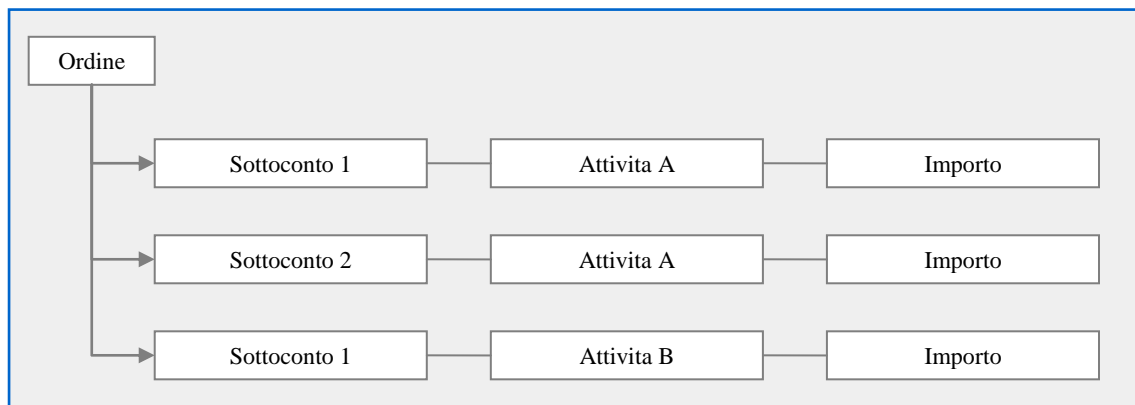 Ordine
Sottoconto 1 Attivita A Importo
Sottoconto 2 Attivita A Importo
Sottoconto 1 Attivita B Importo